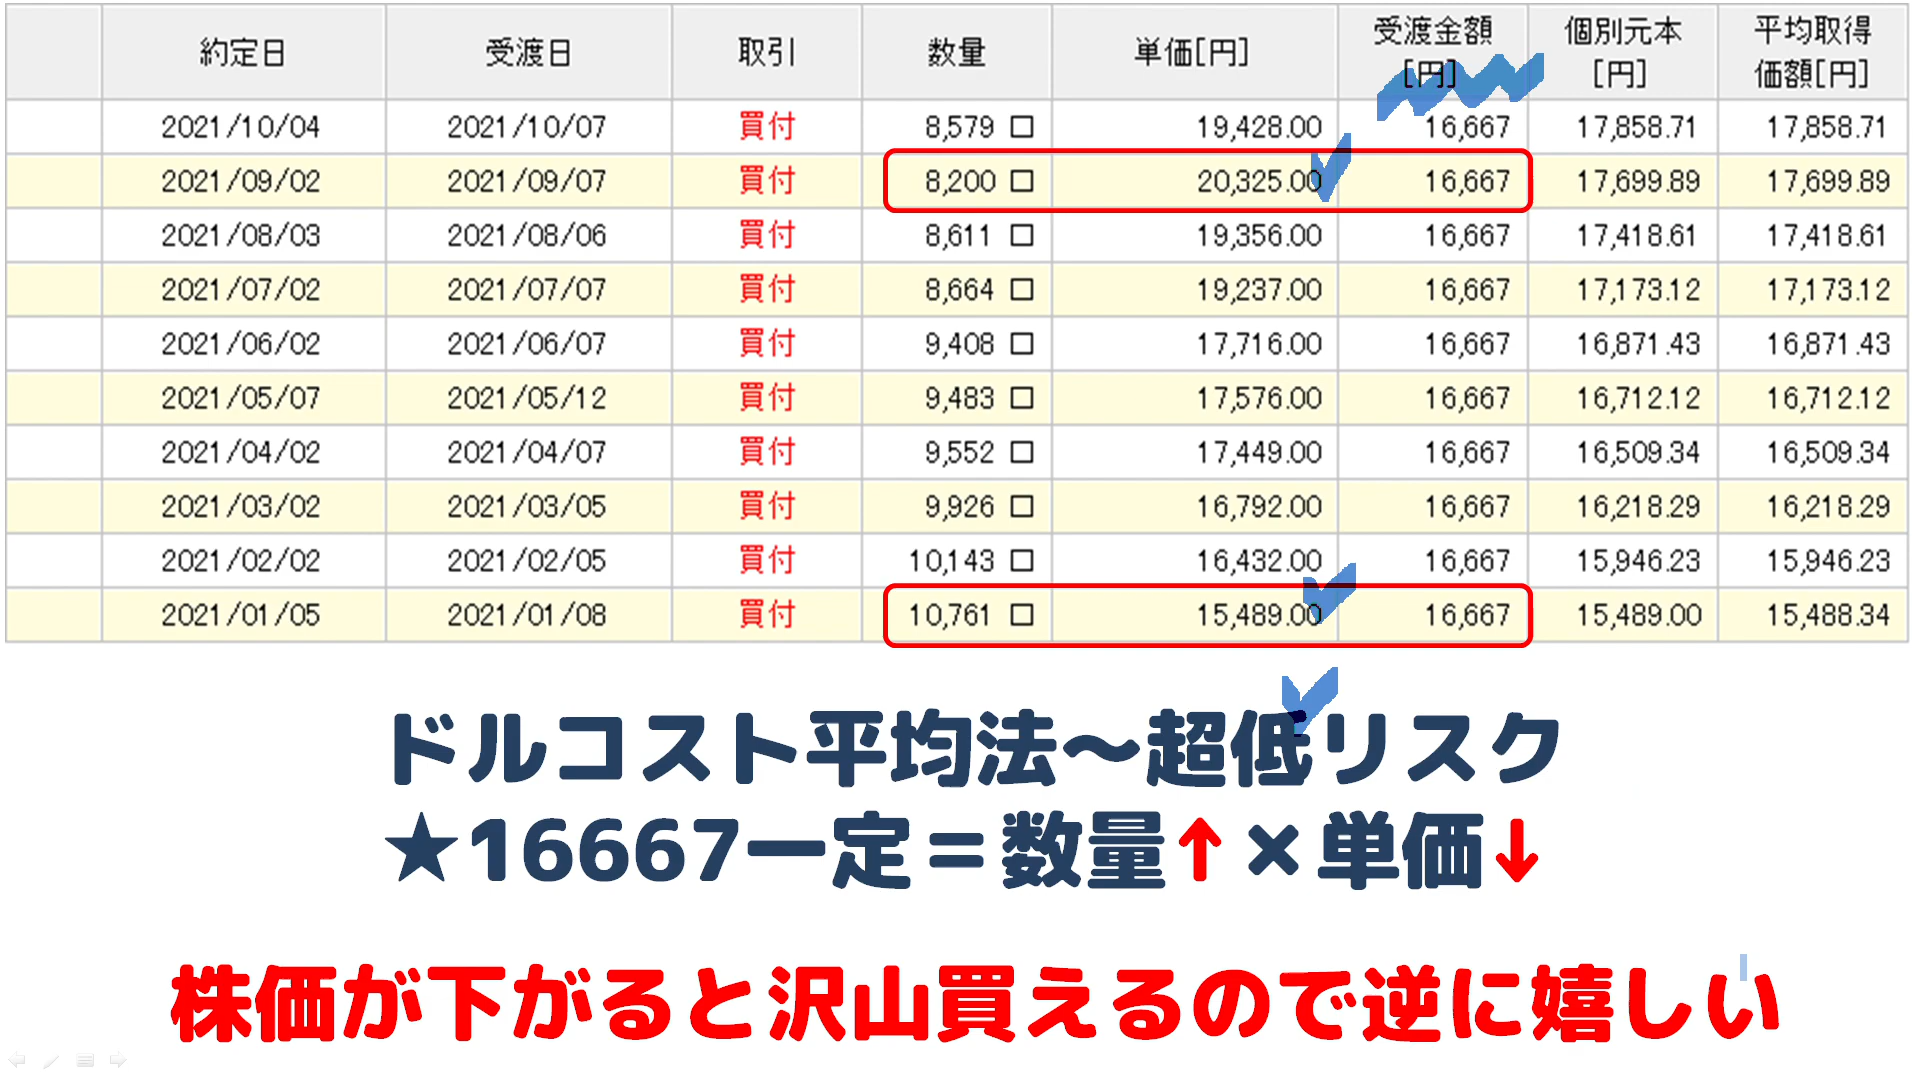 約定日 受渡日 取引 数量 単価[円] 受渡金額[円] 個別元本[円] 平均取得価額[円]
2021/10/04 2021/10/07 買付 8,579 口 19,428.00 16,667 17,858.71 17,858.71
2021/09/02 2021/09/07 買付 8,200 口 20,325.00 16,667 17,699.89 17,699.89
2021/08/03 2021/08/06 買付 8,611 口 19,356.00 16,667 17,418.61 17,418.61
2021/07/02 2021/07/07 買付 8,664 口 19,237.00 16,667 17,173.12 17,173.12
2021/06/02 2021/06/07 買付 9,408 口 17,716.00 16,667 16,871.43 16,871.43
2021/05/07 2021/05/12 買付 9,483 口 17,576.00 16,667 16,712.12 16,712.12
2021/04/02 2021/04/07 買付 9,552 口 17,449.00 16,667 16,509.34 16,509.34
2021/03/02 2021/03/05 買付 9,926 口 16,792.00 16,667 16,218.29 16,218.29
2021/02/02 2021/02/05 買付 10,143 口 16,432.00 16,667 15,946.23 15,946.23
2021/01/05 2021/01/08 買付 10,761 口 15,489.00 16,667 15,489.00 15,488.34
ドルコスト平均法～超低リスク
★16667一定＝数量↑×単価↓
株価が下がると沢山買えるので逆に嬉しい